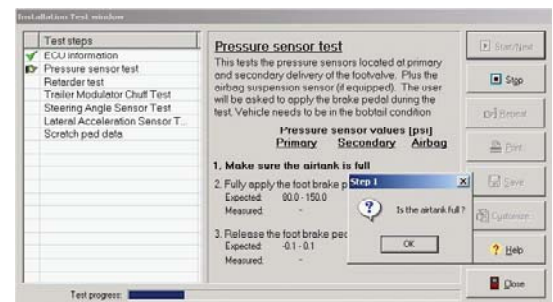 Installation Test window
Test steps
ECU information
Pressure sensor test
Retarder test
Trailer Modulator Chuff Test
Steering Angle Sensor Test
Lateral Acceleration Sensor T...
Scratch pad data
Test progress:
Pressure sensor test
This tests the pressure sensors located at primary
and secondary delivery of the footvalve. Plus the
airbag suspension sensor (if equipped). The user
will be asked to apply the brake pedal during the
test. Vehicle needs to be in the bobtail condition
Pressure sensor values [psi]
Primary Secondary Airbag
1. Make sure the airtank is full
2. Fully apply the foot brake p
Expected: 80.0 - 150.0
Measured: -
3. Release the foot brake pec
Expected: -0.1 - 0.1
Measured: -
Step 1
Is the airtank full ?
OK
Start/Next
Stop
Repeat
Print
Save
Customize
Help
Close